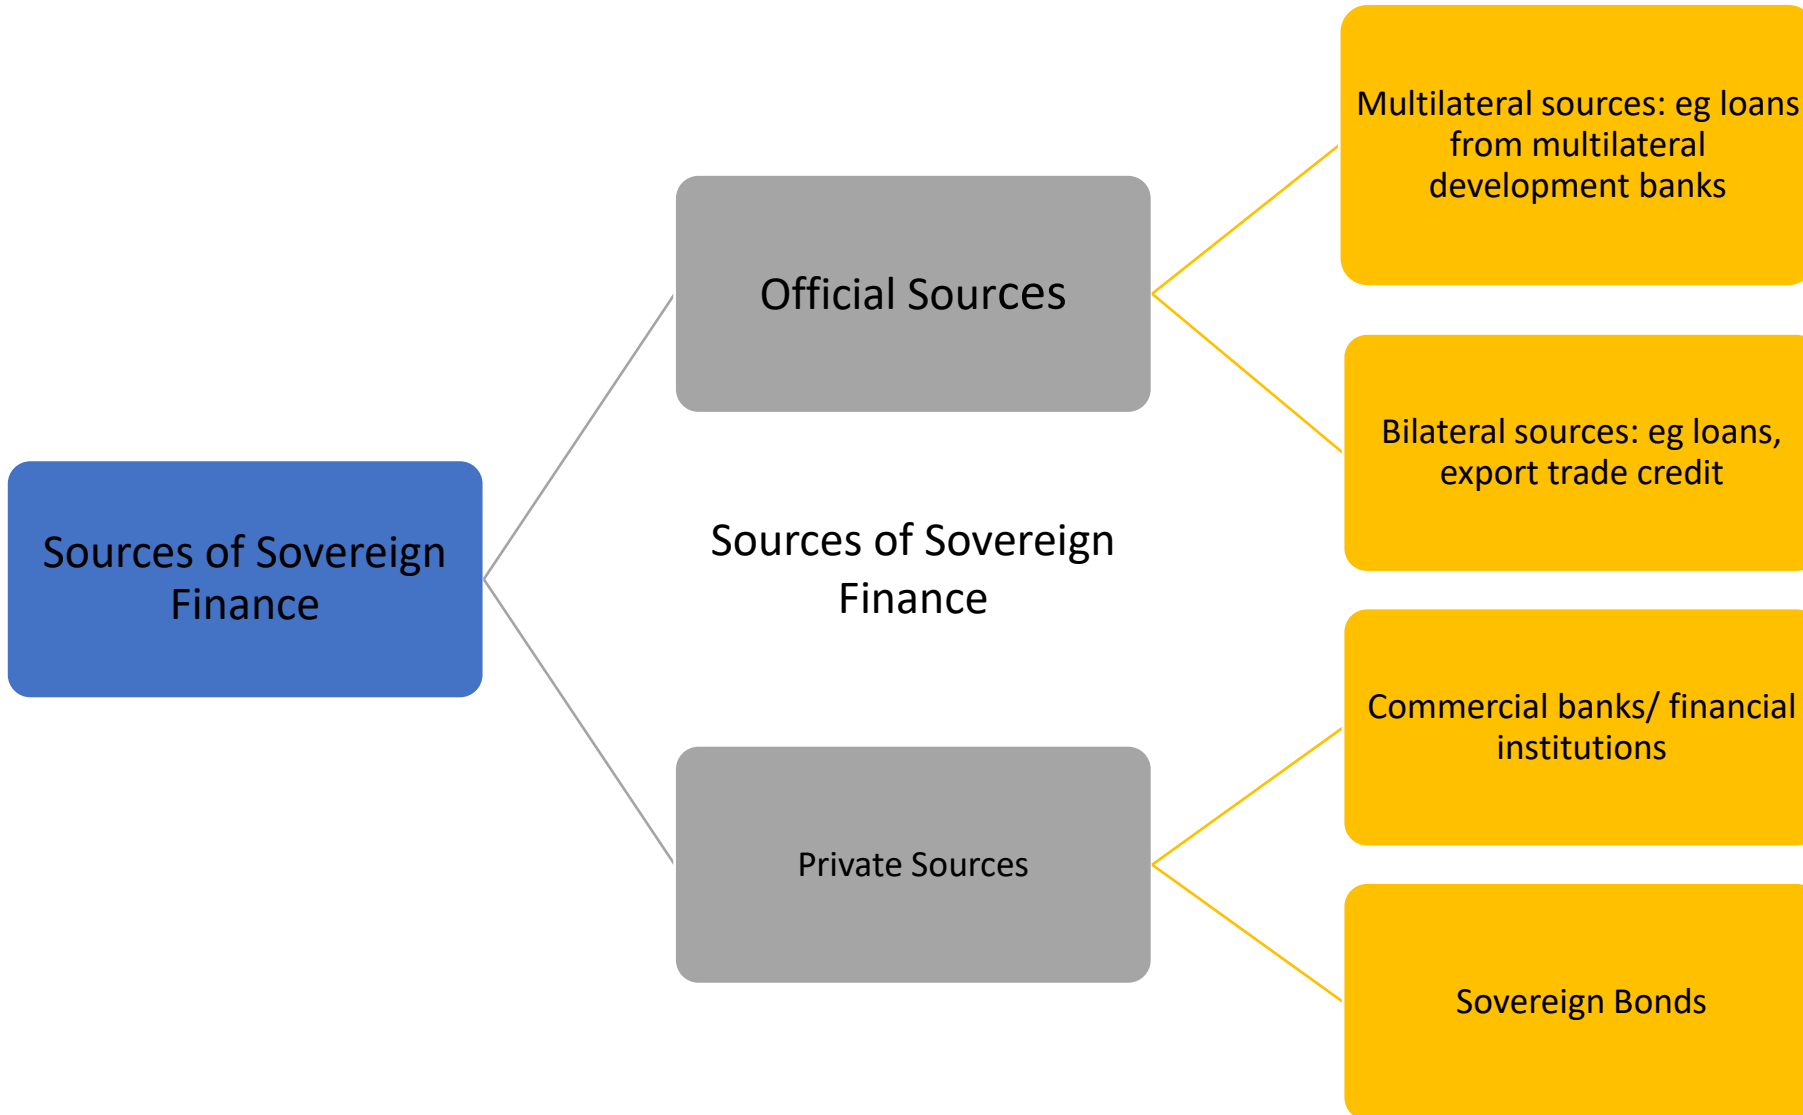 Sources of Sovereign
Finance
Official Sources
Sources of Sovereign
Finance
Private Sources
Multilateral sources: eg loans
from multilateral
development banks
Bilateral sources: eg loans,
export trade credit
Commercial banks/ financial
institutions
Sovereign Bonds